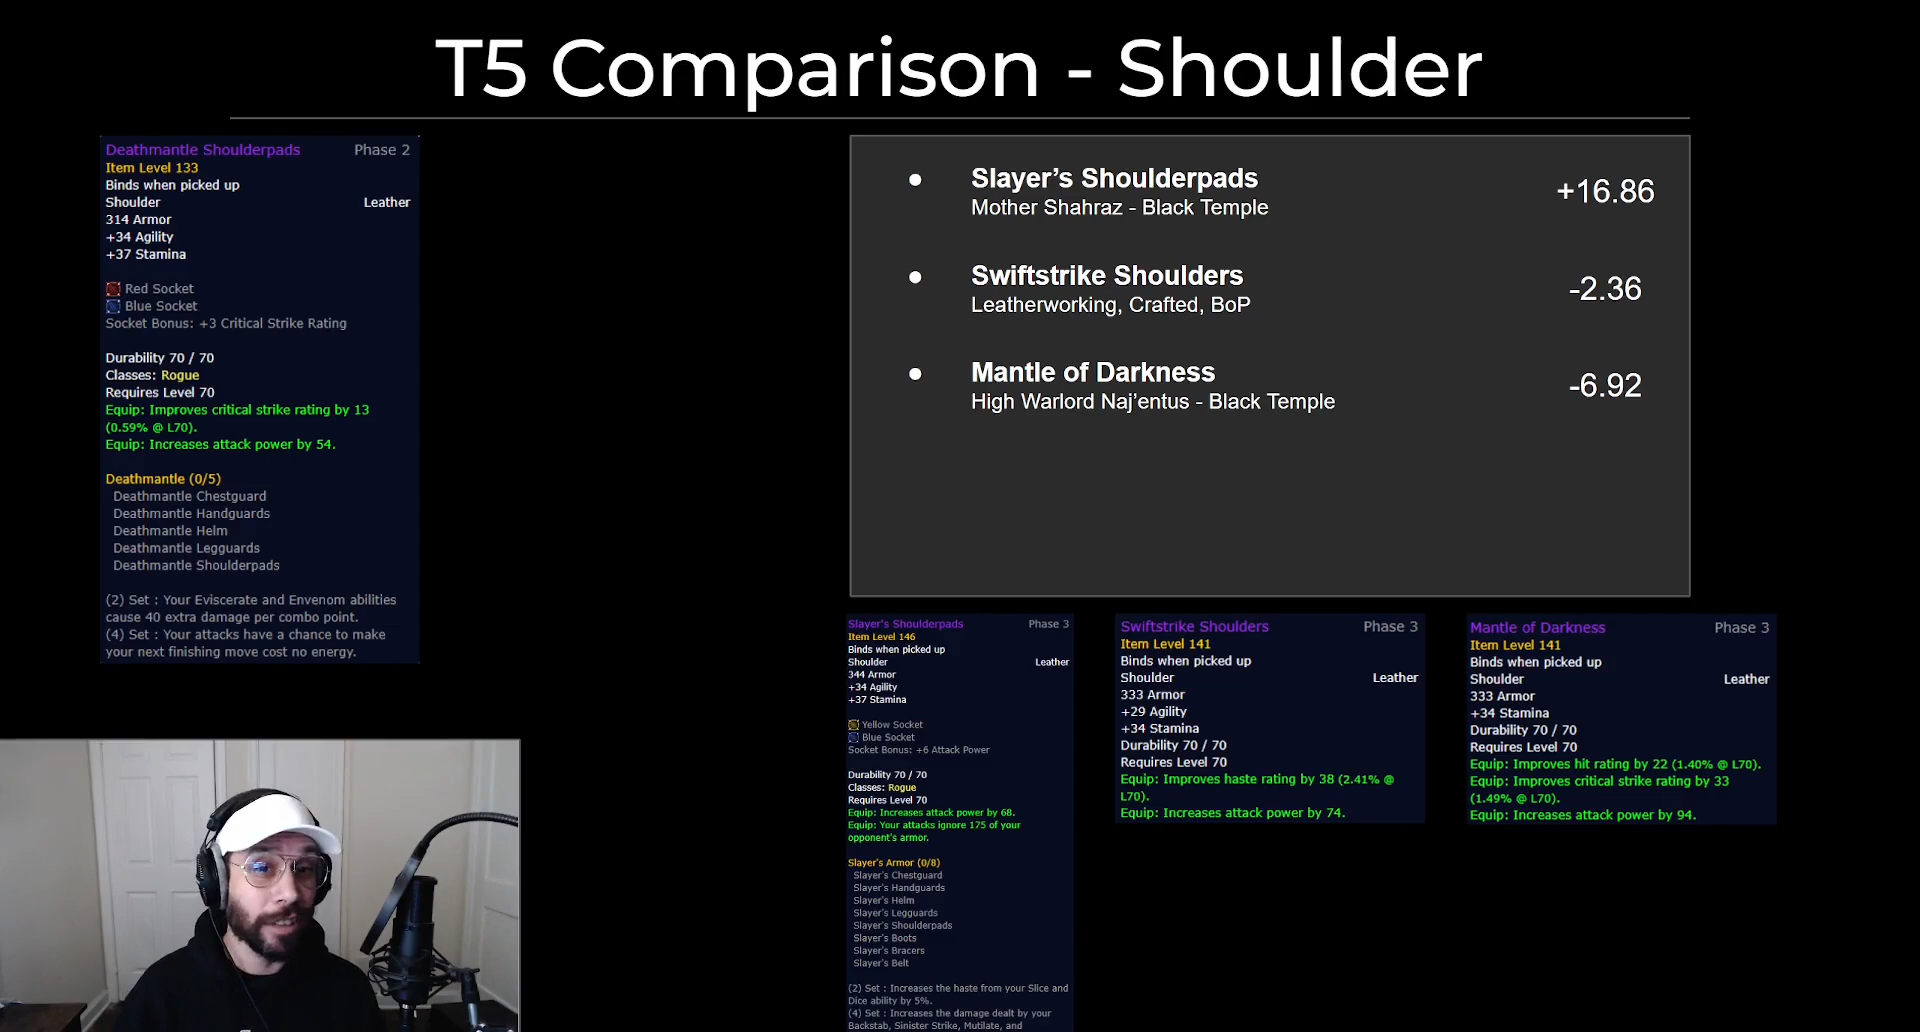 T5 Comparison - Shoulder
Deathmantle Shoulderpads Phase 2
Item Level 133
Binds when picked up
Shoulder Leather
314 Armor
+34 Agility
+37 Stamina
Red Socket
Blue Socket
Socket Bonus: +3 Critical Strike Rating
Durability 70 / 70
Classes: Rogue
Requires Level 70
Equip: Improves critical strike rating by 13
(0.59% @ L70).
Equip: Increases attack power by 54.
Deathmantle (0/5)
Deathmantle Chestguard
Deathmantle Handguards
Deathmantle Helm
Deathmantle Legguards
Deathmantle Shoulderpads
(2) Set : Your Eviscerate and Envenom abilities
cause 40 extra damage per combo point.
(4) Set : Your attacks have a chance to make
your next finishing move cost no energy.
• Slayer’s Shoulderpads +16.86
Mother Shahraz - Black Temple
• Swiftstrike Shoulders -2.36
Leatherworking, Crafted, BoP
• Mantle of Darkness -6.92
High Warlord Naj’entus - Black Temple
Slayer's Shoulderpads Phase 3
Item Level 146
Binds when picked up
Shoulder Leather
344 Armor
+34 Agility
+37 Stamina
Yellow Socket
Blue Socket
Socket Bonus: +6 Attack Power
Durability 70 / 70
Classes: Rogue
Requires Level 70
Equip: Increases attack power by 68.
Equip: Your attacks ignore 175 of your
opponent's armor.
Slayer's Armor (0/8)
Slayer's Chestguard
Slayer's Handguards
Slayer's Helm
Slayer's Legguards
Slayer's Shoulderpads
Slayer's Boots
Slayer's Bracers
Slayer's Belt
(2) Set : Increases the haste from your Slice and
Dice ability by 5%.
(4) Set : Increases the damage dealt by your
Backstab, Sinister Strike, Mutilate, and
Swiftstrike Shoulders Phase 3
Item Level 141
Binds when picked up
Shoulder Leather
333 Armor
+29 Agility
+34 Stamina
Durability 70 / 70
Requires Level 70
Equip: Improves haste rating by 38 (2.41% @
L70).
Equip: Increases attack power by 74.
Mantle of Darkness Phase 3
Item Level 141
Binds when picked up
Shoulder Leather
333 Armor
+34 Stamina
Durability 70 / 70
Requires Level 70
Equip: Improves hit rating by 22 (1.40% @ L70).
Equip: Improves critical strike rating by 33
(1.49% @ L70).
Equip: Increases attack power by 94.